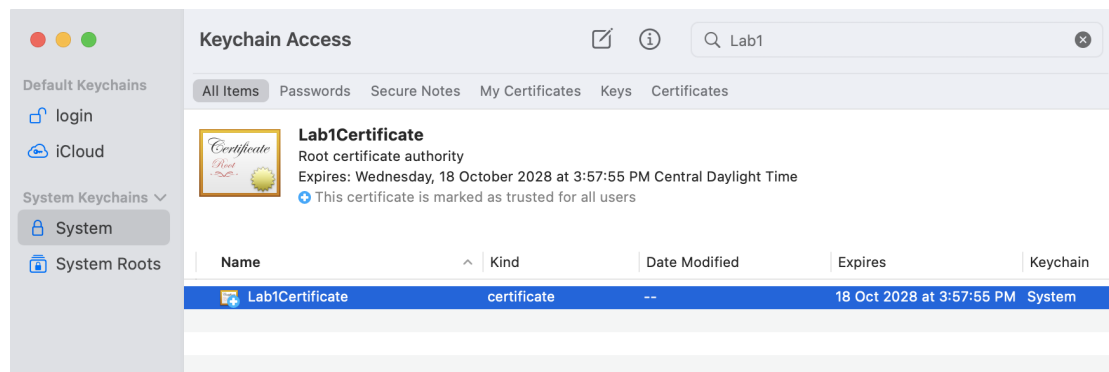 Keychain Access
Lab1
Default Keychains
login
iCloud
System Keychains
System
System Roots
All Items Passwords Secure Notes My Certificates Keys Certificates
Certificate
Root
Lab1Certificate
Root certificate authority
Expires: Wednesday, 18 October 2028 at 3:57:55 PM Central Daylight Time
This certificate is marked as trusted for all users
Name Kind Date Modified Expires Keychain
Lab1Certificate certificate -- 18 Oct 2028 at 3:57:55 PM System